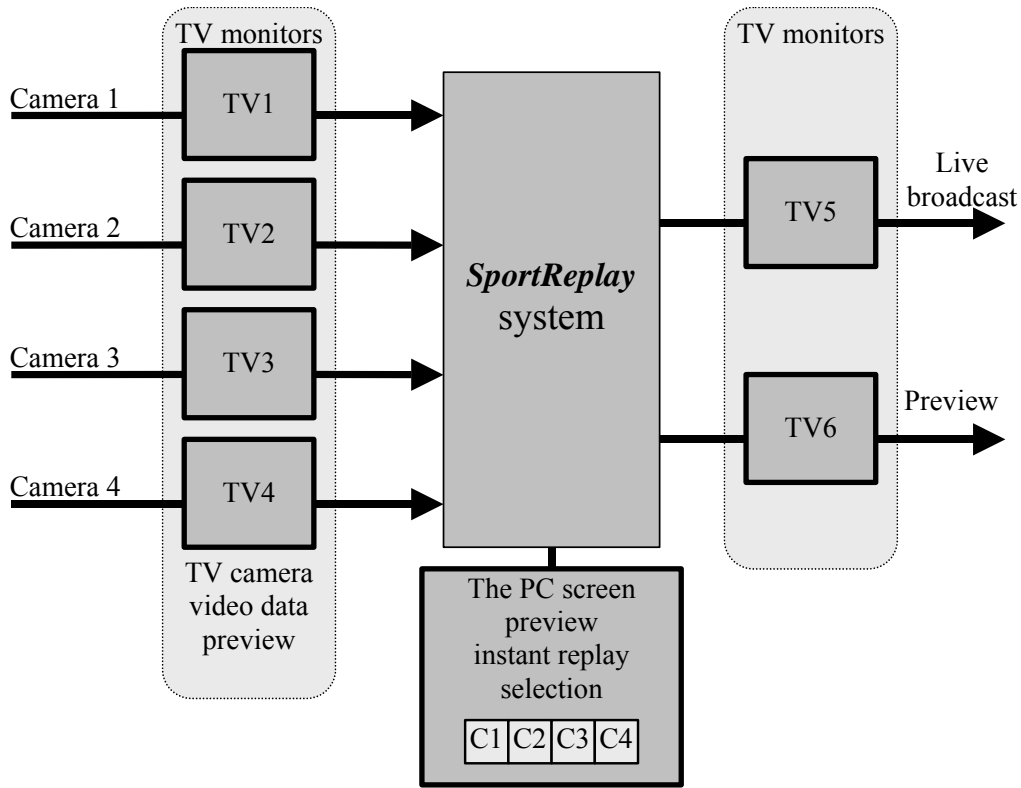 TV monitors
Camera 1
TV1
Camera 2
TV2
Camera 3
TV3
Camera 4
TV4
TV camera
video data
preview
SportReplay
system
The PC screen
preview
instant replay
selection
C1 C2 C3 C4
TV monitors
TV5
Live
broadcast
TV6
Preview